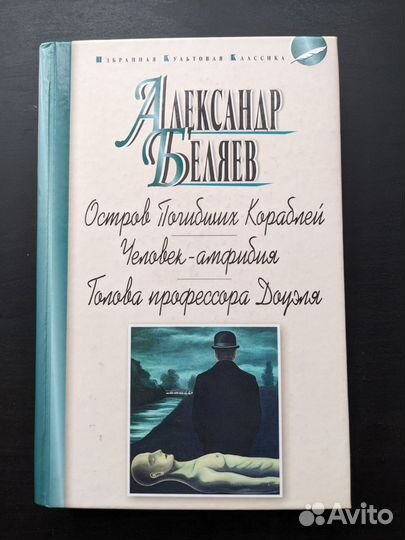 Избранная Культовая Классика
Александр
Беляев
Остров Погибших Кораблей
Человек-амфибия
Голова профессора Доуэля
Avito